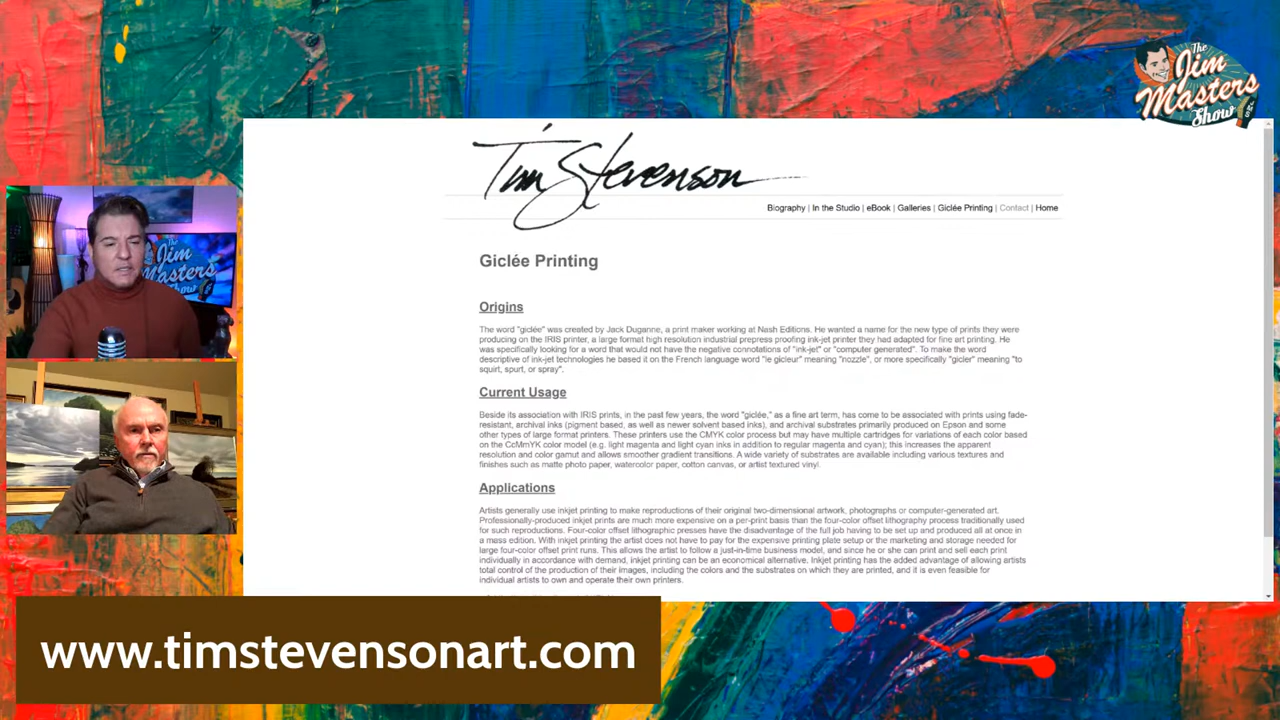 The
Jim
Masters
Show
Tim Stevenson
Biography | In the Studio | eBook | Galleries | Giclée Printing | Contact | Home
Giclée Printing
Origins
The word "giclée" was created by Jack Duganne, a print maker working at Nash Editions. He wanted a name for the new type of prints they were
producing on the IRIS printer, a large format high resolution industrial prepress proofing ink-jet printer they had adapted for fine art printing. He
was specifically looking for a word that would not have the negative connotations of "ink-jet" or "computer generated". To make the word
descriptive of ink-jet technologies he based it on the French language word "le gicleur" meaning "nozzle", or more specifically "gicler" meaning "to
squirt, spurt, or spray".
Current Usage
Beside its association with IRIS prints, in the past few years, the word "giclée," as a fine art term, has come to be associated with prints using fade-
resistant, archival inks (pigment based, as well as newer solvent based inks), and archival substrates primarily produced on Epson and some
other types of large format printers. These printers use the CMYK color process but may have multiple cartridges for variations of each color based
on the CcMmYK color model (e.g. light magenta and light cyan inks in addition to regular magenta and cyan); this increases the apparent
resolution and color gamut and allows smoother gradient transitions. A wide variety of substrates are available including various textures and
finishes such as matte photo paper, watercolor paper, cotton canvas, or artist textured vinyl.
Applications
Artists generally use inkjet printing to make reproductions of their original two-dimensional artwork, photographs or computer-generated art.
Professionally-produced inkjet prints are much more expensive on a per-print basis than the four-color offset lithography process traditionally used
for such reproductions. Four-color offset lithographic presses have the disadvantage of the full job having to be set up and produced all at once in
a mass edition. With inkjet printing the artist does not have to pay for the expensive printing plate setup or the marketing and storage needed for
large four-color offset print runs. This allows the artist to follow a just-in-time business model, and since he or she can print and sell each print
individually in accordance with demand, inkjet printing can be an economical alternative. Inkjet printing has the added advantage of allowing artists
total control of the production of their images, including the colors and the substrates on which they are printed, and it is even feasible for
individual artists to own and operate their own printers.
The
Jim
Masters
www.timstevensonart.com